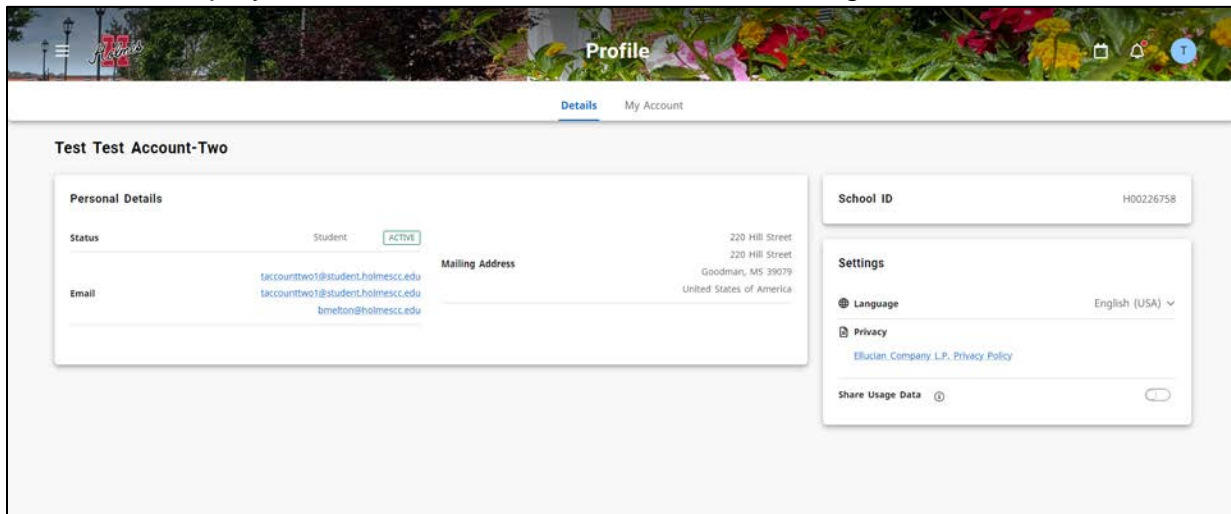 H Holmes
Profile
T
Details My Account
Test Test Account-Two
Personal Details
Status Student ACTIVE
Email taccounttwo1@student.holmescc.edu
taccounttwo1@student.holmescc.edu
bmelton@holmescc.edu
Mailing Address 220 Hill Street
220 Hill Street
Goodman, MS 39079
United States of America
School ID H00226758
Settings
Language English (USA)
Privacy
Ellucian Company L.P. Privacy Policy
Share Usage Data